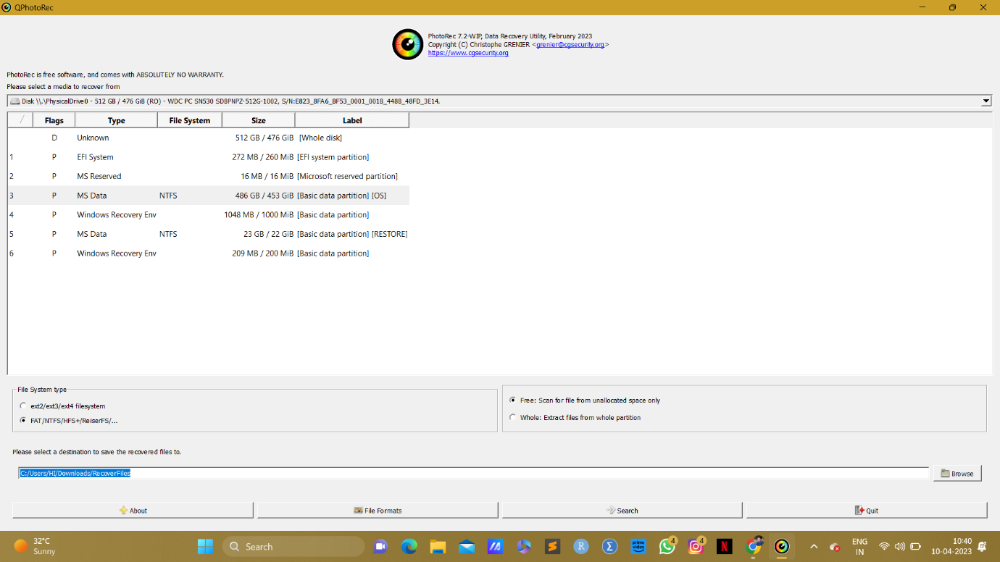 QPhotoRec
PhotoRec 7.2-WIP, Data Recovery Utility, February 2023
Copyright (C) Christophe GRENIER <grenier@cgsecurity.org>
https://www.cgsecurity.org
PhotoRec is free software, and comes with ABSOLUTELY NO WARRANTY.
Please select a media to recover from
Disk \\.\PhysicalDrive0 - 512 GB / 476 GiB (RO) - WDC PC SN530 SDBPNPZ-512G-1002, S/N:E823_8FA6_BF53_0001_001B_448B_48FD_3E14.
Flags Type File System Size Label
D Unknown 512 GB / 476 GiB [Whole disk]
1 P EFI System 272 MB / 260 MiB [EFI system partition]
2 P MS Reserved 16 MB / 16 MiB [Microsoft reserved partition]
3 P MS Data NTFS 486 GB / 453 GiB [Basic data partition] [OS]
4 P Windows Recovery Env 1048 MB / 1000 MiB [Basic data partition]
5 P MS Data NTFS 23 GB / 22 GiB [Basic data partition] [RESTORE]
6 P Windows Recovery Env 209 MB / 200 MiB [Basic data partition]
File System type
ext2/ext3/ext4 filesystem
FAT/NTFS/HFS+/ReiserFS/...
Free: Scan for file from unallocated space only
Whole: Extract files from whole partition
Please select a destination to save the recovered files to.
C:/Users/HI/Downloads/RecoverFiles
Browse
About File Formats Search Quit
32°C
Sunny
Search
R
Σ
prime video
4
4
N
ENG
IN
10:40
10-04-2023